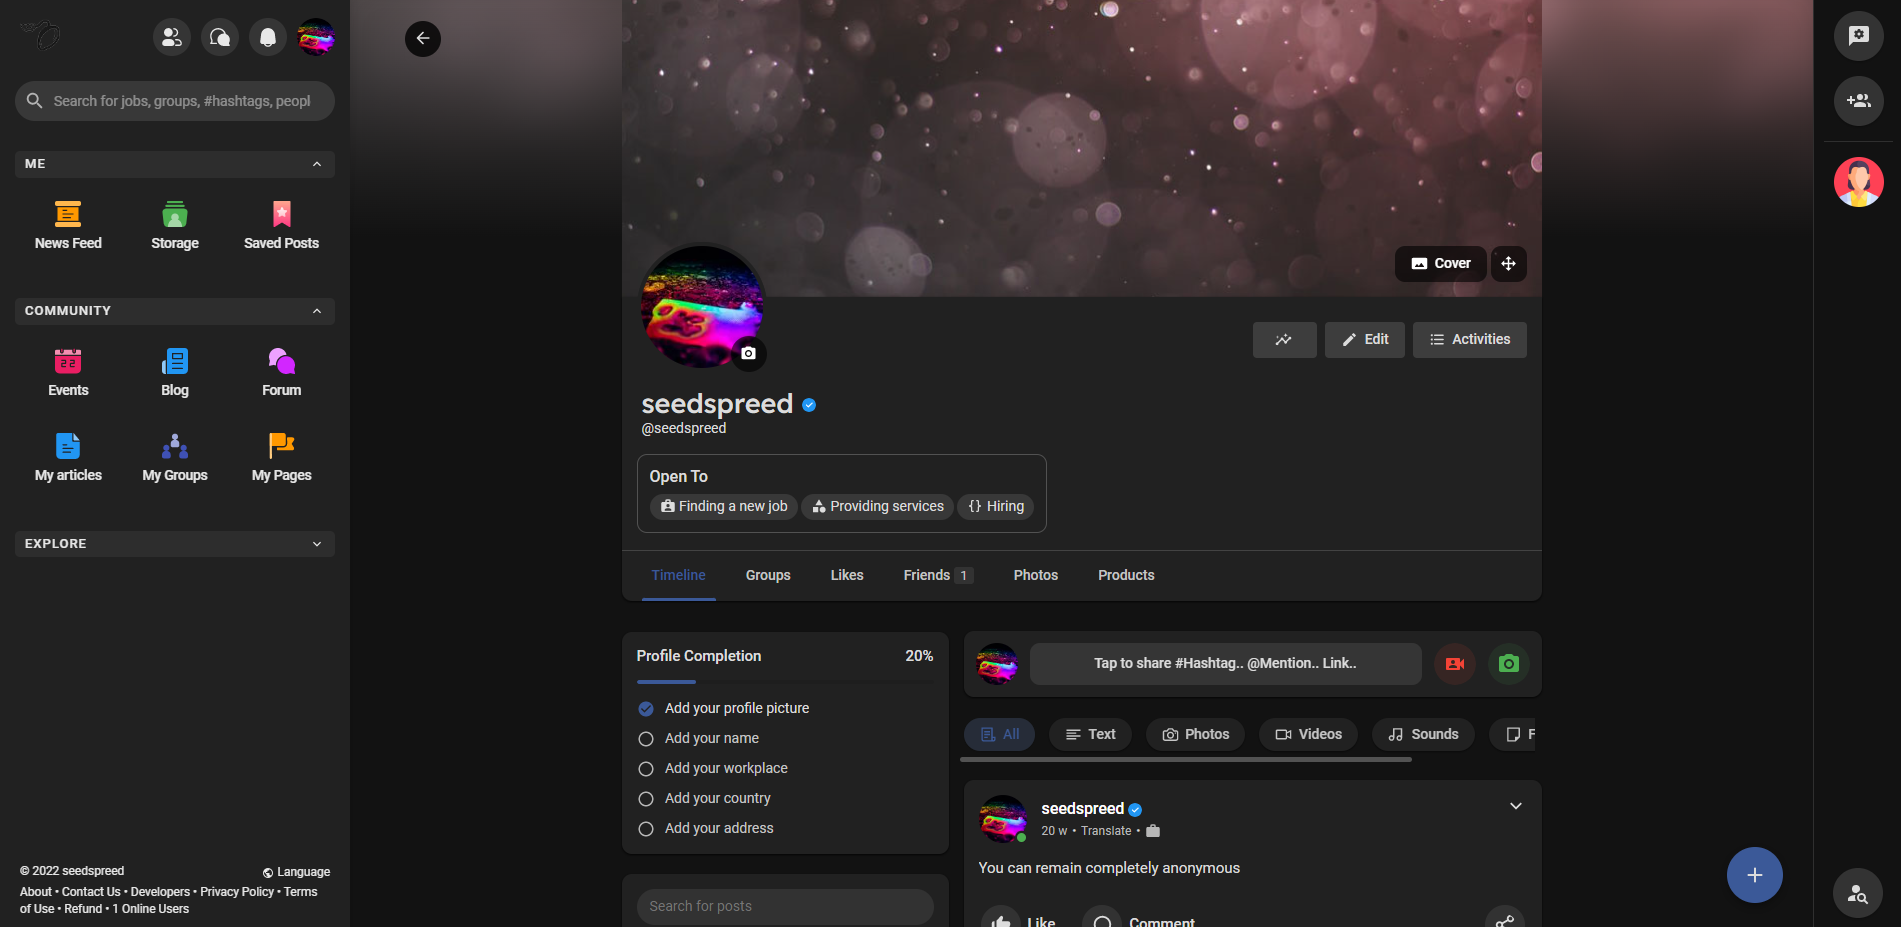 Search for jobs, groups, #hashtags, peopl
ME
News Feed
Storage
Saved Posts
COMMUNITY
Events
Blog
Forum
My articles
My Groups
My Pages
EXPLORE
© 2022 seedspreed
Language
About • Contact Us • Developers • Privacy Policy • Terms
of Use • Refund • 1 Online Users
Cover
Edit
Activities
seedspreed
@seedspreed
Open To
Finding a new job
Providing services
{} Hiring
Timeline
Groups
Likes
Friends 1
Photos
Products
Profile Completion 20%
Add your profile picture
Add your name
Add your workplace
Add your country
Add your address
Search for posts
Tap to share #Hashtag.. @Mention.. Link..
All
Text
Photos
Videos
Sounds
F
seedspreed
20 w • Translate •
You can remain completely anonymous
Like
Comment